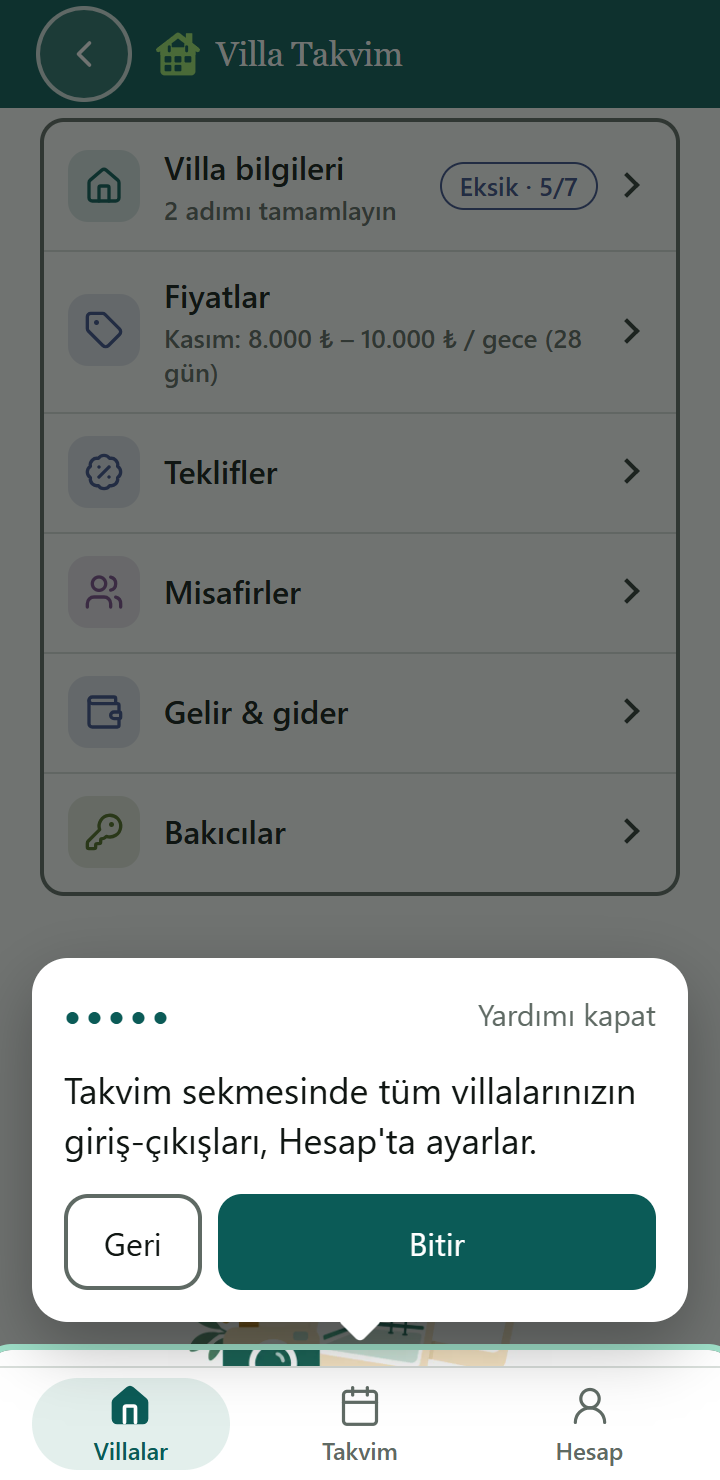 Villa Takvim
Villa bilgileri
2 adımı tamamlayın
Eksik · 5/7
Fiyatlar
Kasım: 8.000 ₺ – 10.000 ₺ / gece (28
gün)
Teklifler
Misafirler
Gelir & gider
Bakıcılar
Yardımı kapat
Takvim sekmesinde tüm villalarınızın
giriş-çıkışları, Hesap'ta ayarlar.
Geri
Bitir
Villalar
Takvim
Hesap